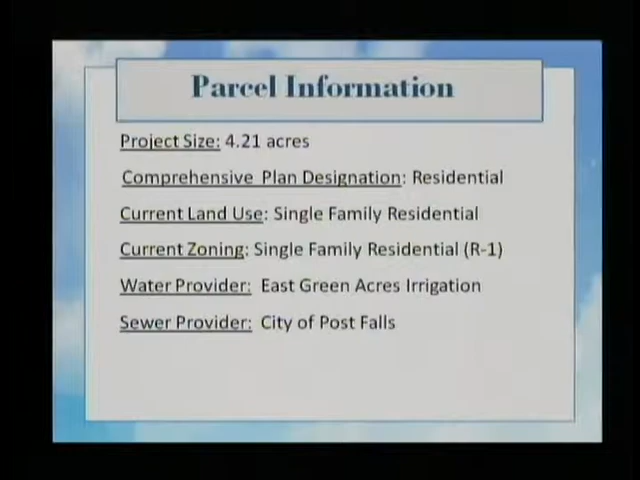 Parcel Information
Project Size: 4.21 acres
Comprehensive Plan Designation: Residential
Current Land Use: Single Family Residential
Current Zoning: Single Family Residential (R-1)
Water Provider: East Green Acres Irrigation
Sewer Provider: City of Post Falls